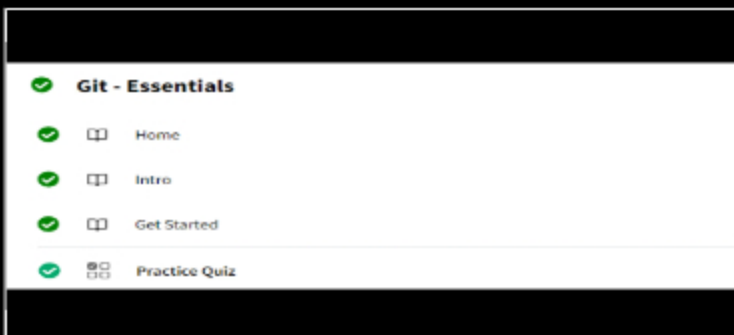 Git - Essentials
Home
Intro
Get Started
Practice Quiz